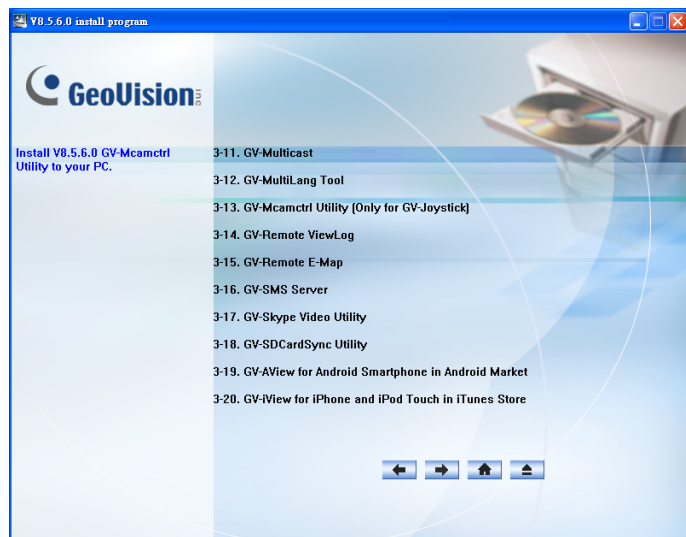 V8.5.6.0 install program
GeoVision Inc
Install V8.5.6.0 GV-Mcamctrl
Utility to your PC.
3-11. GV-Multicast
3-12. GV-MultiLang Tool
3-13. GV-Mcamctrl Utility (Only for GV-Joystick)
3-14. GV-Remote ViewLog
3-15. GV-Remote E-Map
3-16. GV-SMS Server
3-17. GV-Skype Video Utility
3-18. GV-SDCardSync Utility
3-19. GV-AView for Android Smartphone in Android Market
3-20. GV-iView for iPhone and iPod Touch in iTunes Store